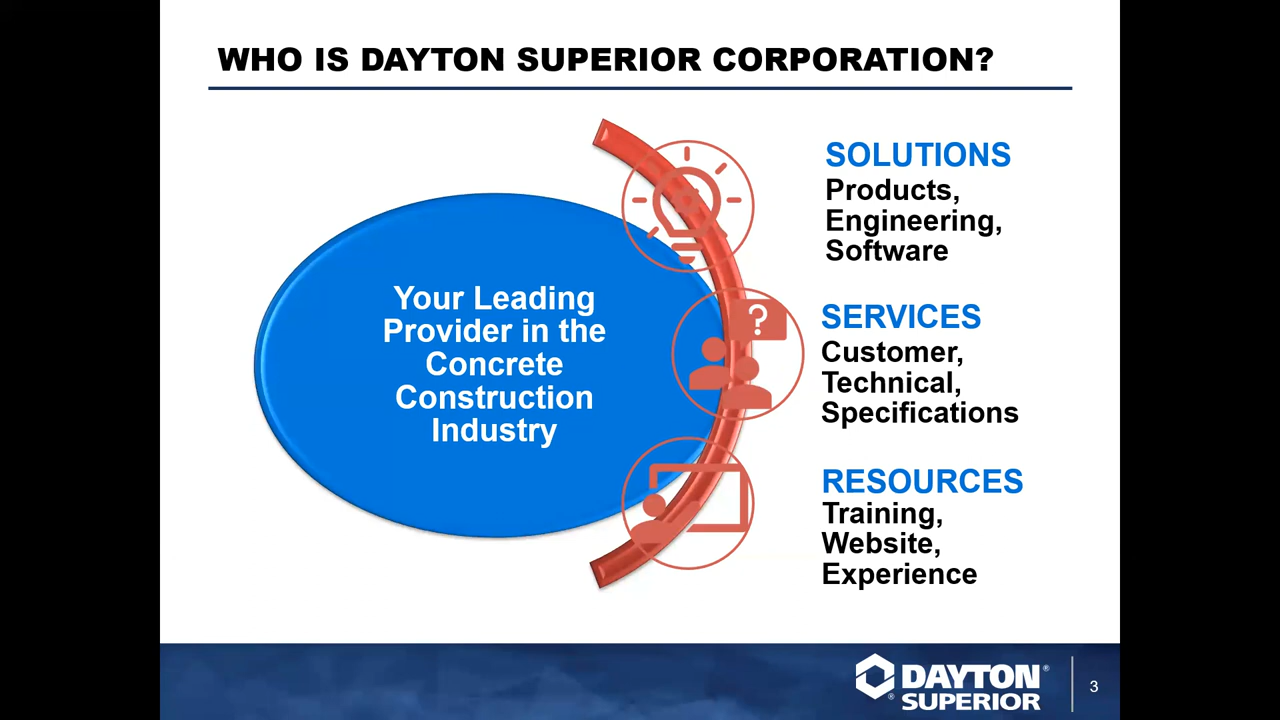 WHO IS DAYTON SUPERIOR CORPORATION?
Your Leading
Provider in the
Concrete
Construction
Industry
?
SOLUTIONS
Products,
Engineering,
Software
SERVICES
Customer,
Technical,
Specifications
RESOURCES
Training,
Website,
Experience
DAYTON®
®SUPERIOR
3